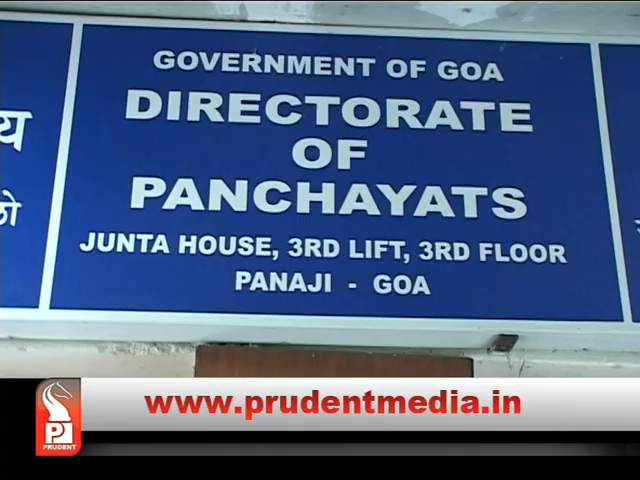 GOVERNMENT OF GOA
DIRECTORATE
OF
PANCHAYATS
JUNTA HOUSE, 3RD LIFT, 3RD FLOOR
PANAJI - GOA
www.prudentmedia.in
P
PRUDENT